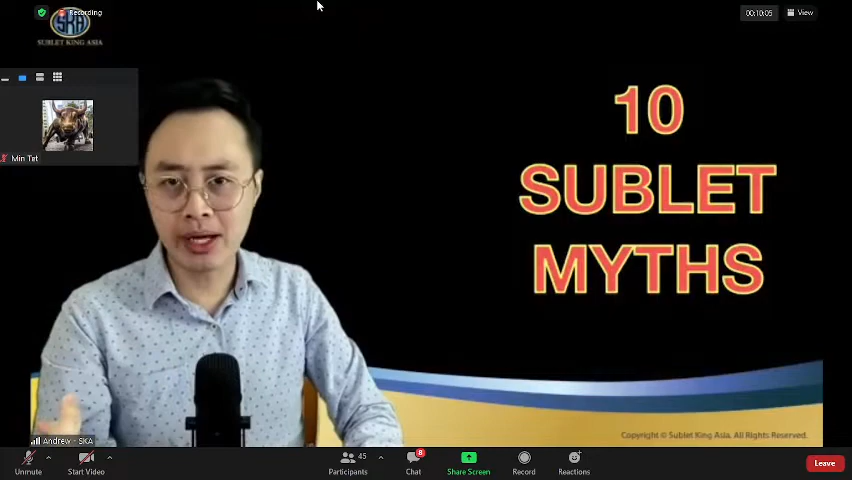 Recording
SKA
SUBLET KING ASIA
00:10:05
View
Min Tet
10
SUBLET
MYTHS
Andrew - SKA
Copyright © Sublet King Asia, All Rights Reserved.
Unmute
Start Video
45
Participants
8
Chat
Share Screen
Record
Reactions
Leave